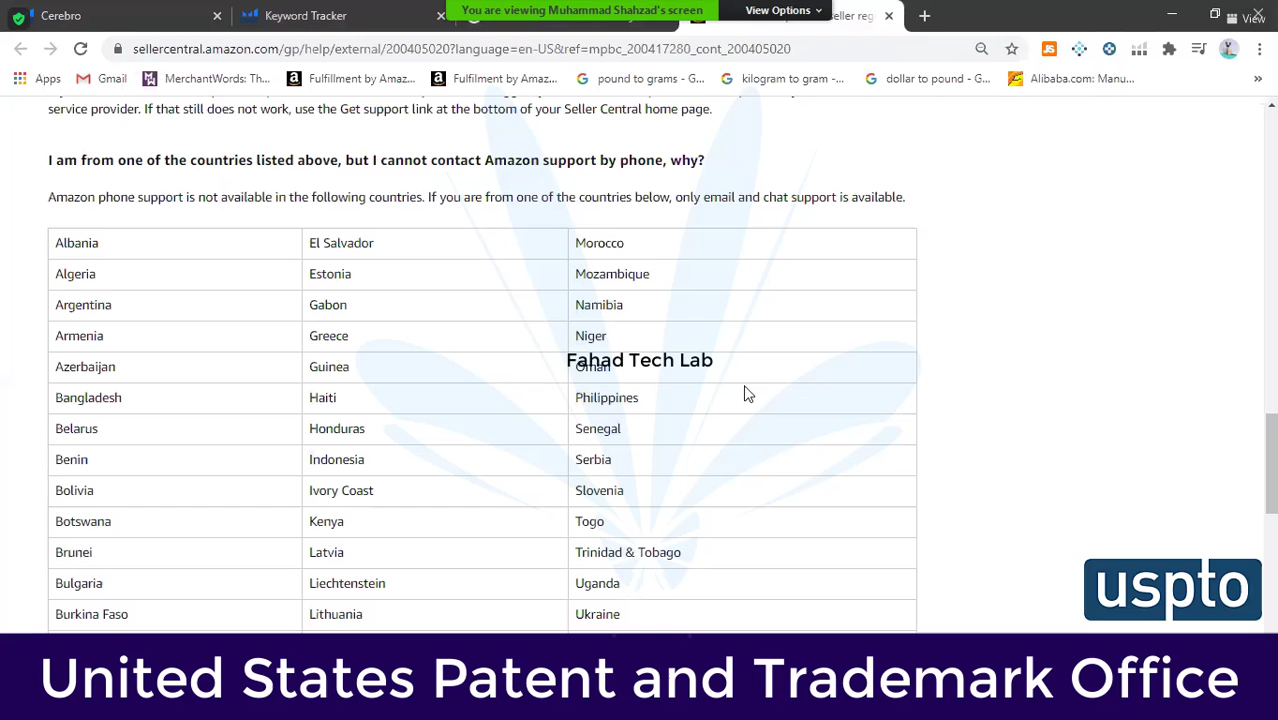 Cerebro
Keyword Tracker
You are viewing Muhammad Shahzad's screen
View Options
eller reg
View
sellercentral.amazon.com/gp/help/external/200405020?language=en-US&ref=mpbc_200417280_cont_200405020
Apps
Gmail
MerchantWords: Th...
Fulfillment by Amaz...
Fulfillment by Amaz...
pound to grams - G...
kilogram to gram -...
dollar to pound - G...
Alibaba.com: Manu...
service provider. If that still does not work, use the Get support link at the bottom of your Seller Central home page.
I am from one of the countries listed above, but I cannot contact Amazon support by phone, why?
Amazon phone support is not available in the following countries. If you are from one of the countries below, only email and chat support is available.
Albania El Salvador Morocco
Algeria Estonia Mozambique
Argentina Gabon Namibia
Armenia Greece Niger
Fahad Tech Lab
Azerbaijan Guinea Oman
Bangladesh Haiti Philippines
Belarus Honduras Senegal
Benin Indonesia Serbia
Bolivia Ivory Coast Slovenia
Botswana Kenya Togo
Brunei Latvia Trinidad & Tobago
Bulgaria Liechtenstein Uganda
Burkina Faso Lithuania Ukraine
uspto
United States Patent and Trademark Office